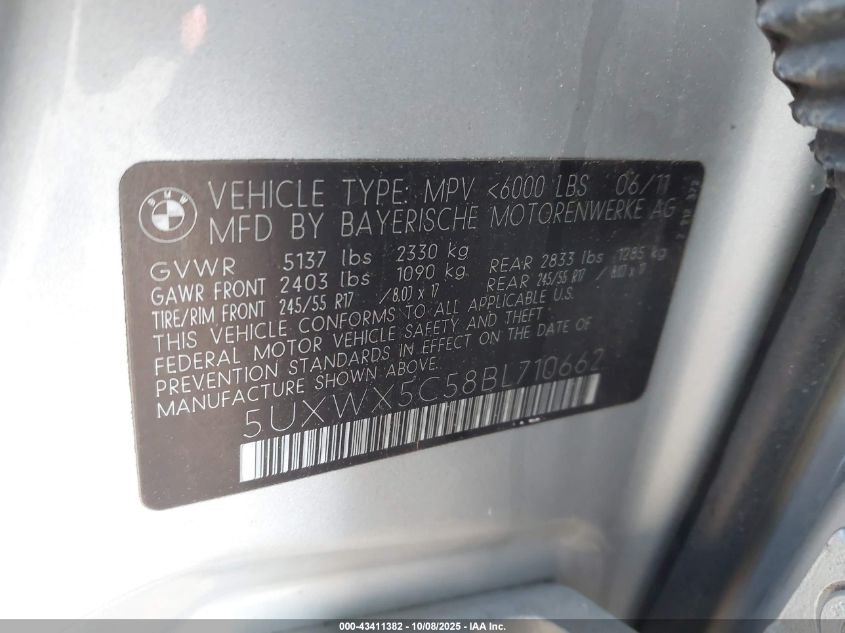 BMW
VEHICLE TYPE: MPV <6000 LBS 06/11
MFD BY BAYERISCHE MOTORENWERKE AG
GVWR 5137 lbs 2330 kg
GAWR FRONT 2403 lbs 1090 kg REAR 2833 lbs 1285 kg
TIRE/RIM FRONT 245/55 R17 /8.0J x 17 REAR 245/55 R17 /8.0J x 17
THIS VEHICLE CONFORMS TO ALL APPLICABLE U.S.
FEDERAL MOTOR VEHICLE SAFETY AND THEFT
PREVENTION STANDARDS IN EFFECT ON THE DATE OF
MANUFACTURE SHOWN ABOVE.
5UXWX5C58BL710662
MADE IN U.S.A.
000-43411382 - 10/08/2025 - IAA Inc.